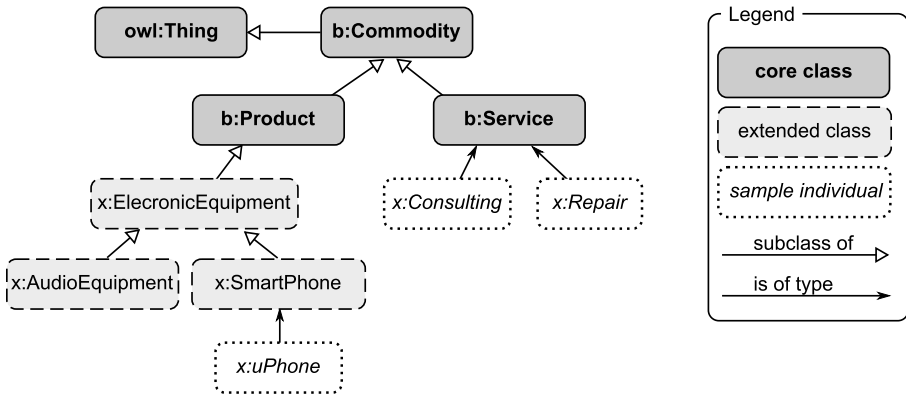 owl:Thing
b:Commodity
b:Product
b:Service
x:ElecronicEquipment
x:Consulting
x:Repair
x:AudioEquipment
x:SmartPhone
x:uPhone
Legend
core class
extended class
sample individual
subclass of
is of type